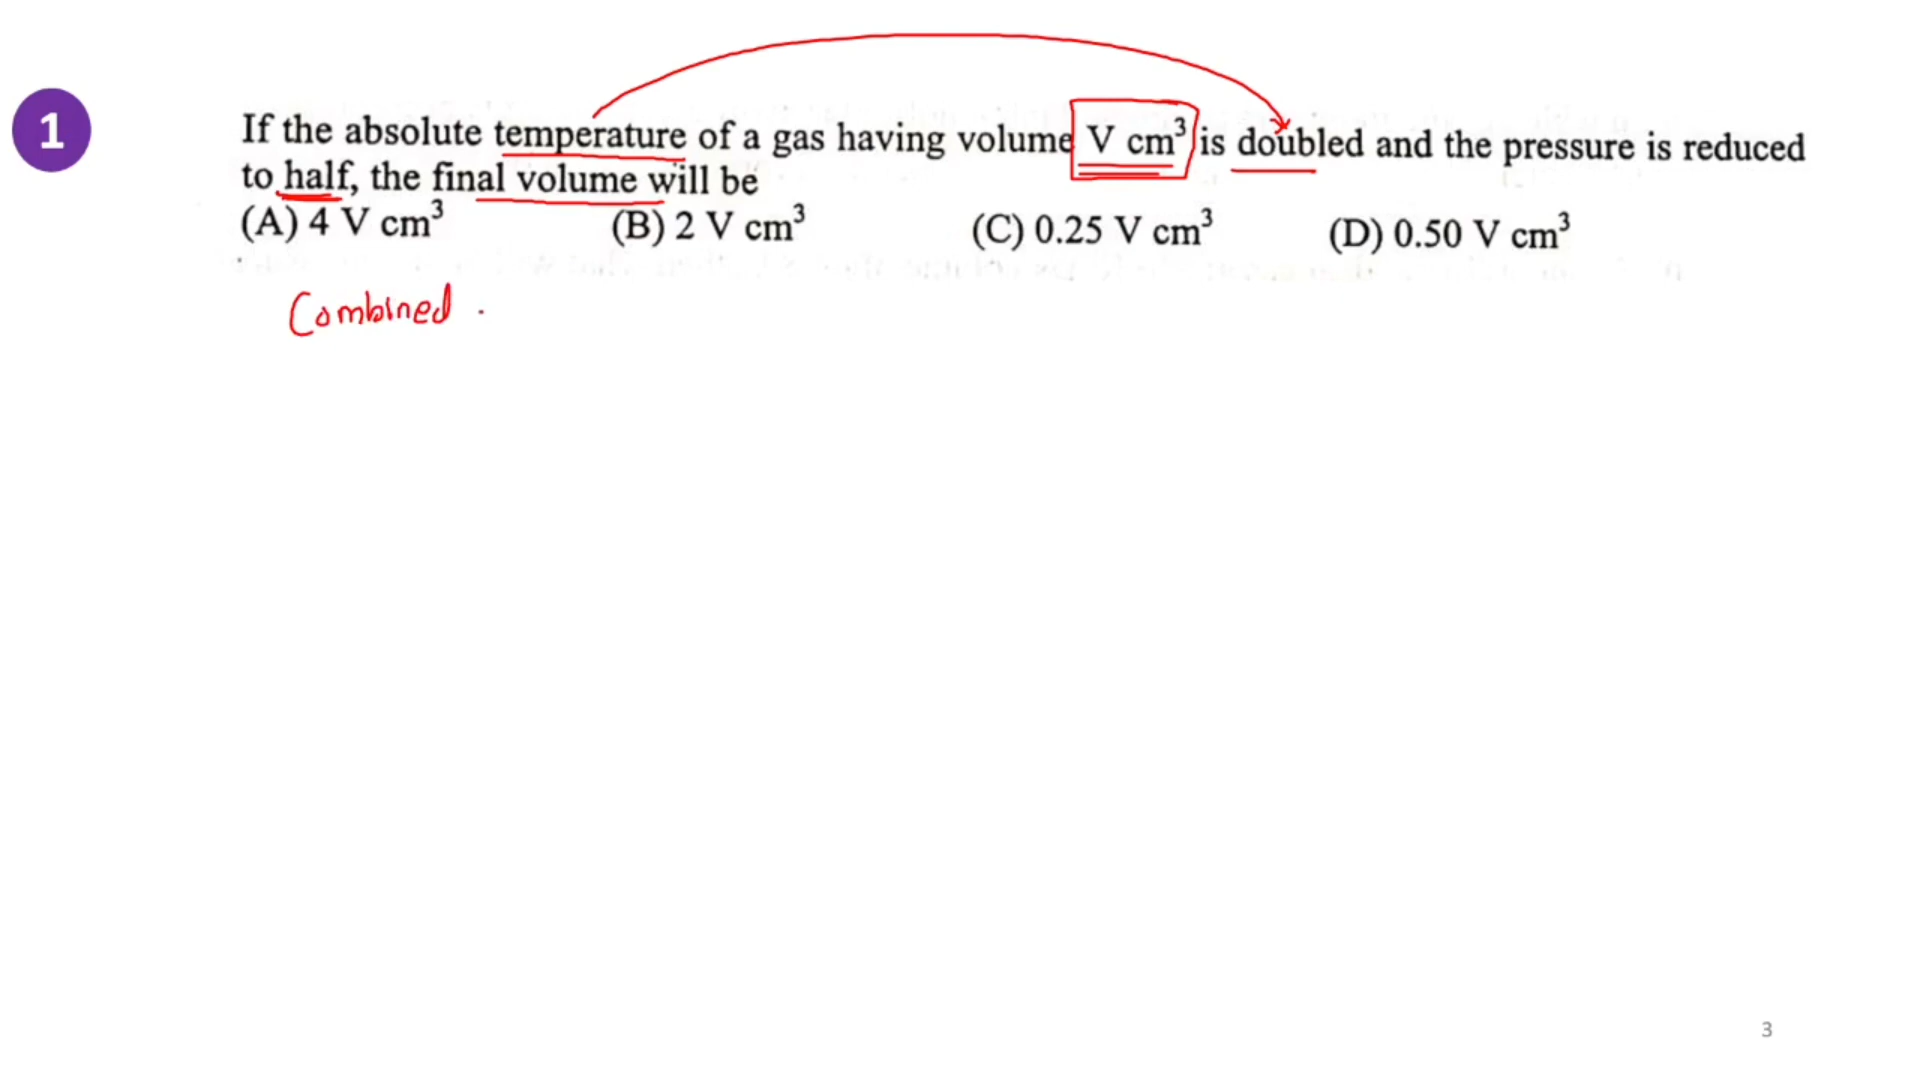 1
If the absolute temperature of a gas having volume V cm³ is doubled and the pressure is reduced
to half, the final volume will be
(A) 4 V cm³ (B) 2 V cm³ (C) 0.25 V cm³ (D) 0.50 V cm³
Combined .
3